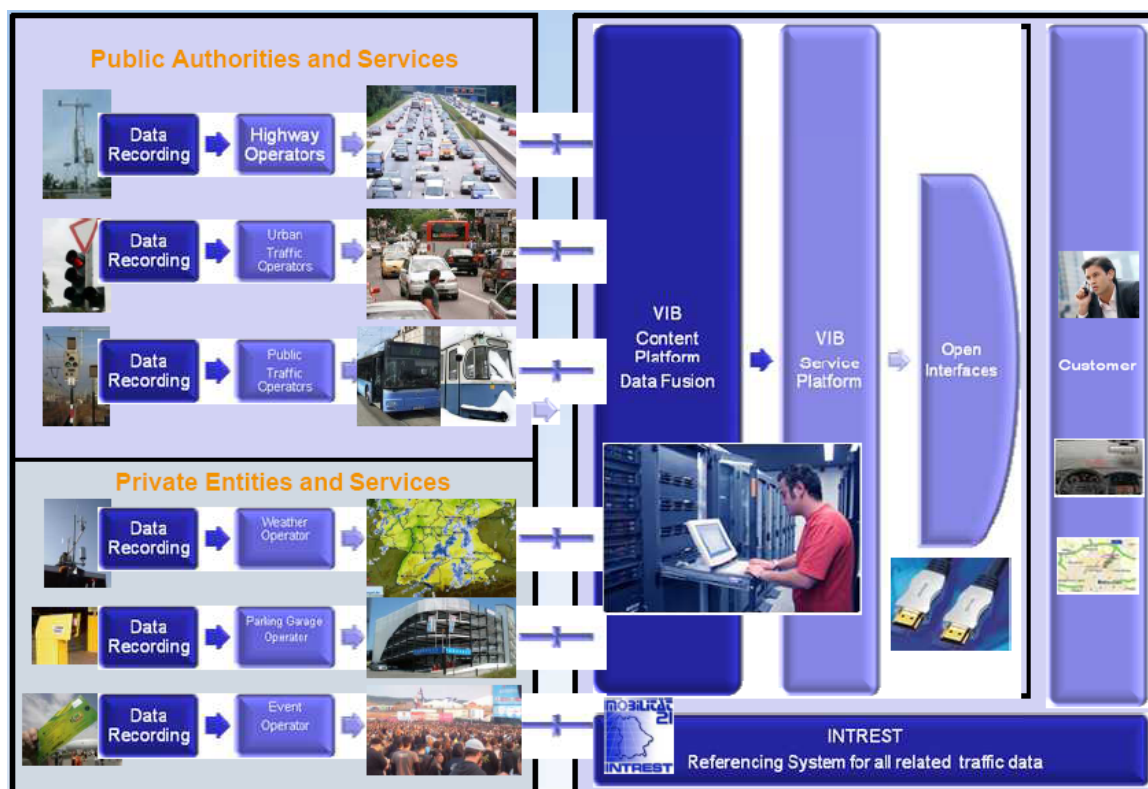 Public Authorities and Services
Data
Recording
Highway
Operators
Data
Recording
Urban
Traffic
Operators
Data
Recording
Public
Traffic
Operators
Private Entities and Services
Data
Recording
Weather
Operator
Data
Recording
Parking Garage
Operator
Data
Recording
Event
Operator
VIB
Content
Platform
Data Fusion
VIB
Service
Platform
Open
Interfaces
Customer
MOBILITÄT
21
INTREST
INTREST
Referencing System for all related traffic data